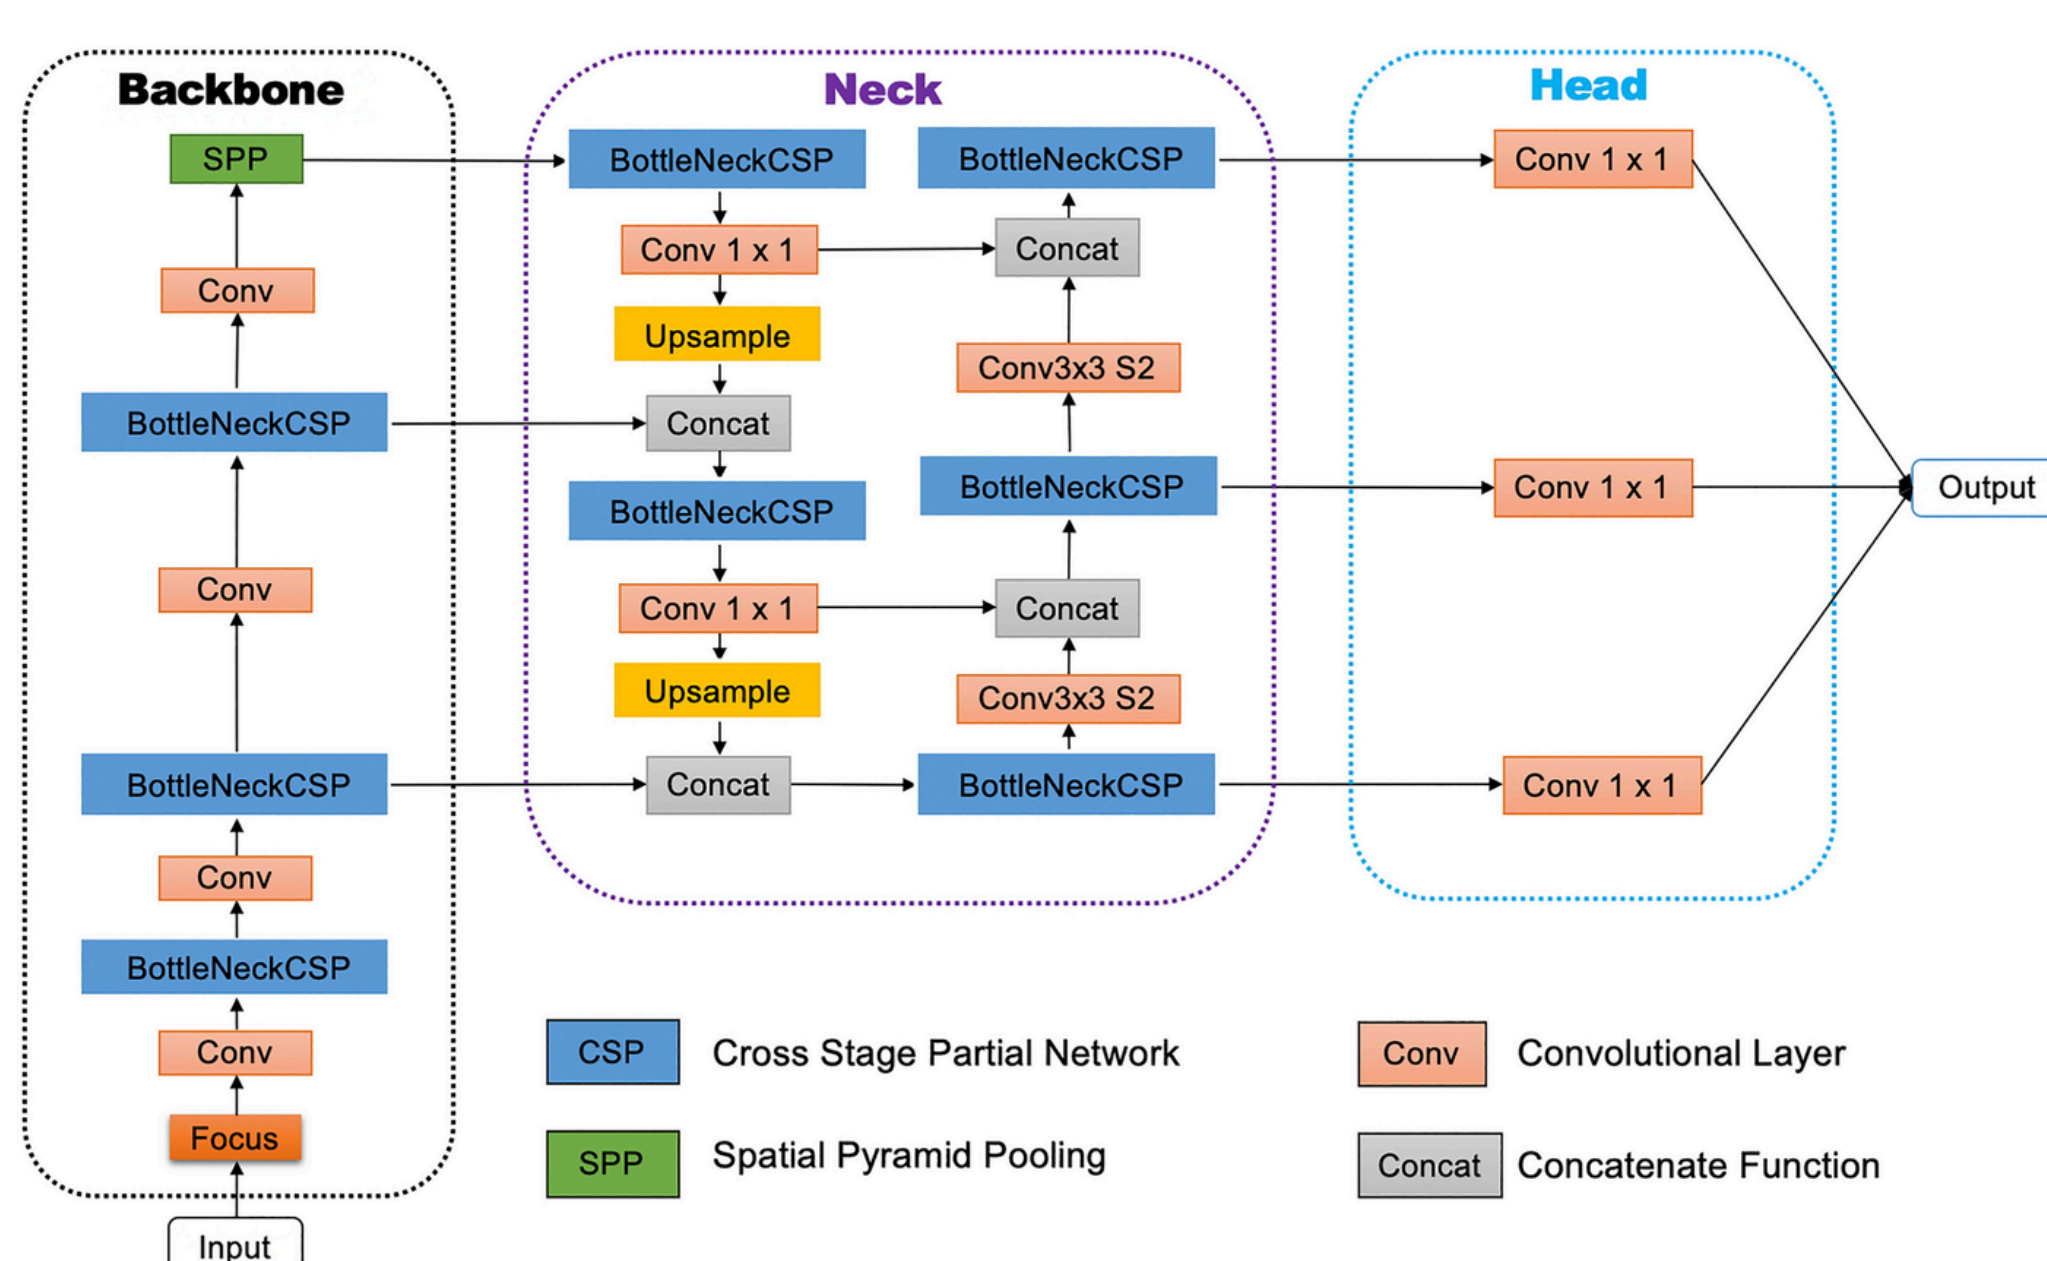 Backbone
SPP
Conv
BottleNeckCSP
Conv
BottleNeckCSP
Conv
BottleNeckCSP
Conv
Focus
Input
Neck
BottleNeckCSP
Conv 1 x 1
Upsample
Concat
BottleNeckCSP
Conv 1 x 1
Upsample
Concat
BottleNeckCSP
Concat
Conv3x3 S2
BottleNeckCSP
Concat
Conv3x3 S2
BottleNeckCSP
Head
Conv 1 x 1
Conv 1 x 1
Conv 1 x 1
Output
CSP
Cross Stage Partial Network
SPP
Spatial Pyramid Pooling
Conv
Convolutional Layer
Concat
Concatenate Function